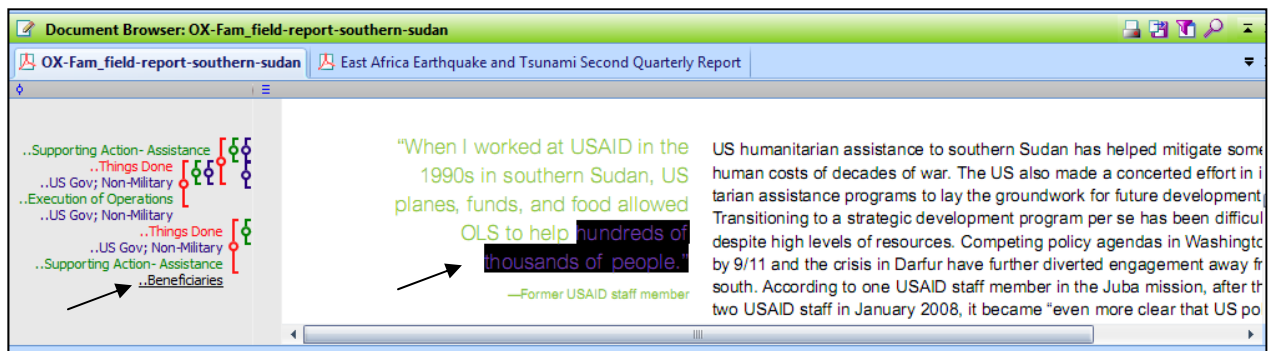 Document Browser: OX-Fam_field-report-southern-sudan
OX-Fam_field-report-southern-sudan
East Africa Earthquake and Tsunami Second Quarterly Report
..Supporting Action- Assistance
..Things Done
..US Gov; Non-Military
..Execution of Operations
..US Gov; Non-Military
..Things Done
..US Gov; Non-Military
..Supporting Action- Assistance
..Beneficiaries
“When I worked at USAID in the
1990s in southern Sudan, US
planes, funds, and food allowed
OLS to help hundreds of
thousands of people.”
—Former USAID staff member
US humanitarian assistance to southern Sudan has helped mitigate some
human costs of decades of war. The US also made a concerted effort in i
tarian assistance programs to lay the groundwork for future development
Transitioning to a strategic development program per se has been difficul
despite high levels of resources. Competing policy agendas in Washingto
by 9/11 and the crisis in Darfur have further diverted engagement away fr
south. According to one USAID staff member in the Juba mission, after th
two USAID staff in January 2008, it became “even more clear that US po